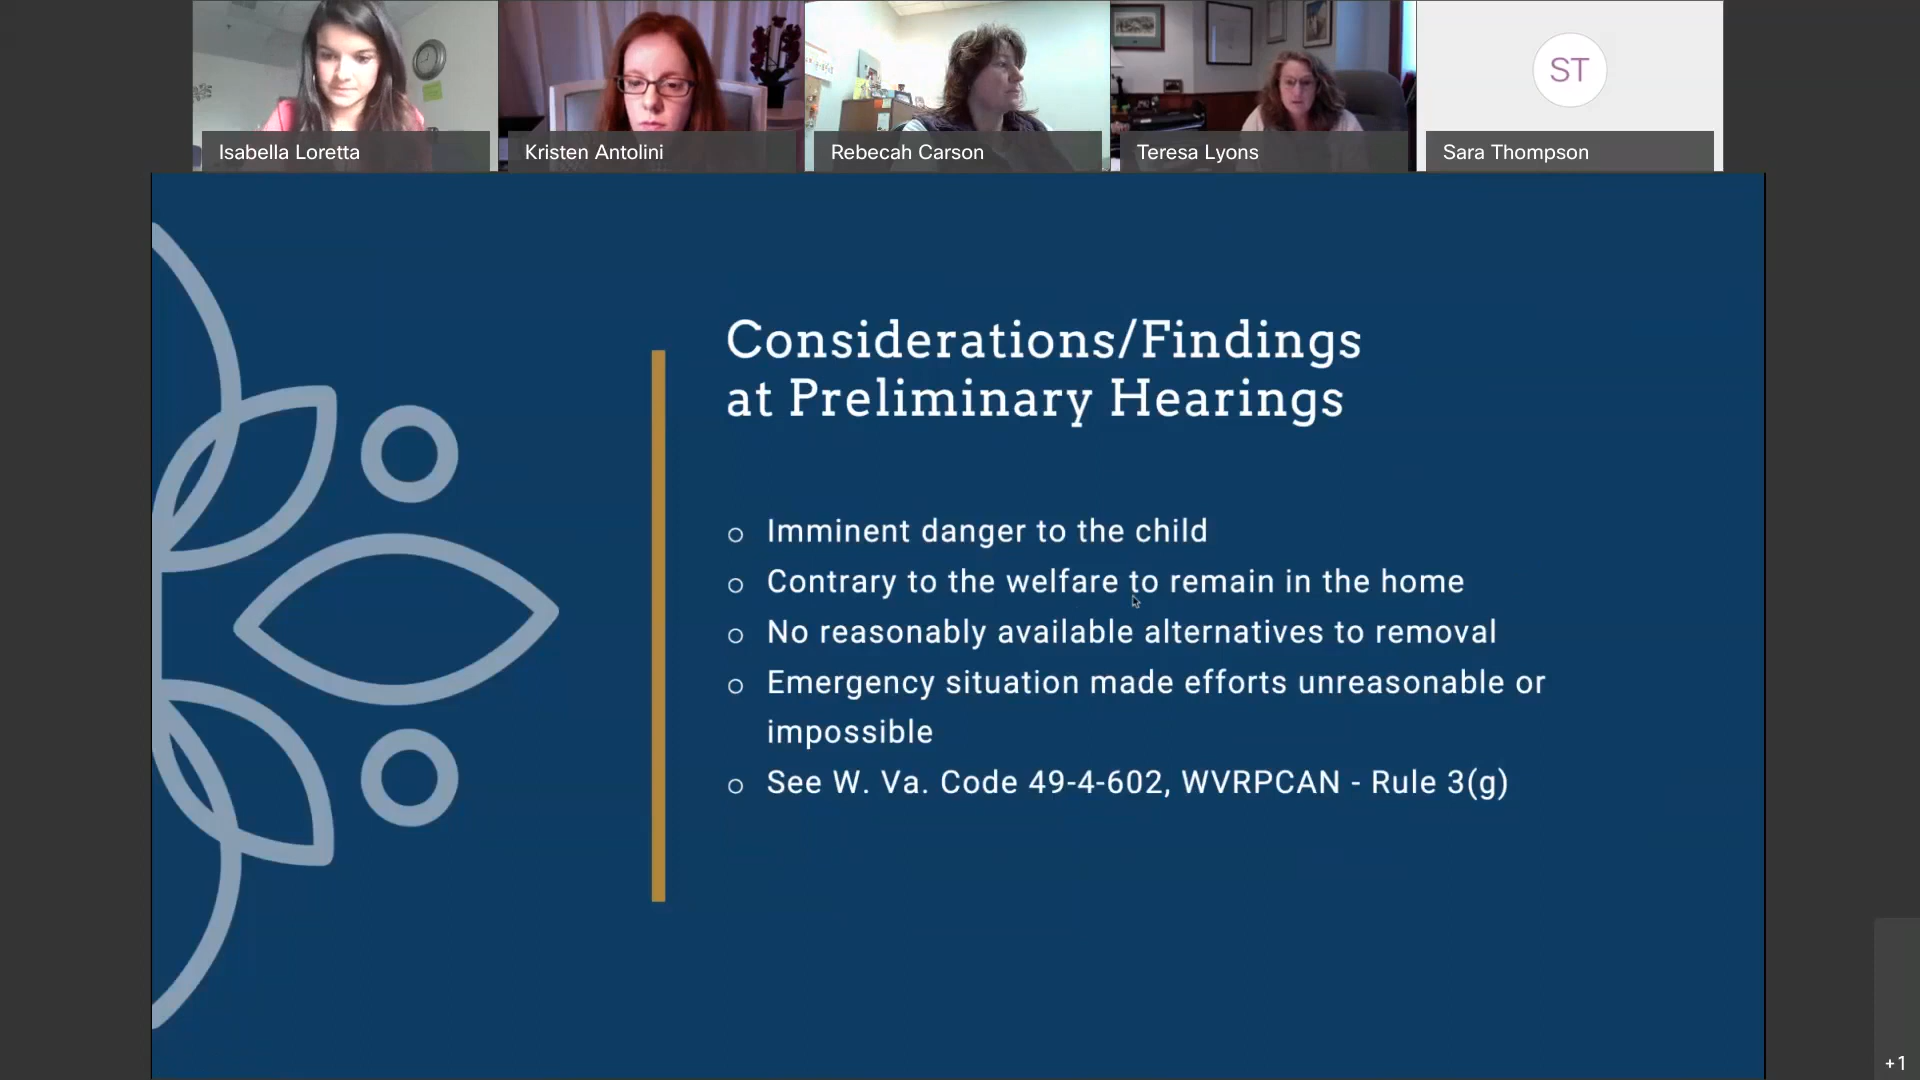 Isabella Loretta
Kristen Antolini
Rebecah Carson
Teresa Lyons
ST
Sara Thompson
Considerations/Findings
at Preliminary Hearings
Imminent danger to the child
Contrary to the welfare to remain in the home
No reasonably available alternatives to removal
Emergency situation made efforts unreasonable or
impossible
See W. Va. Code 49-4-602, WVRPCAN - Rule 3(g)
+1